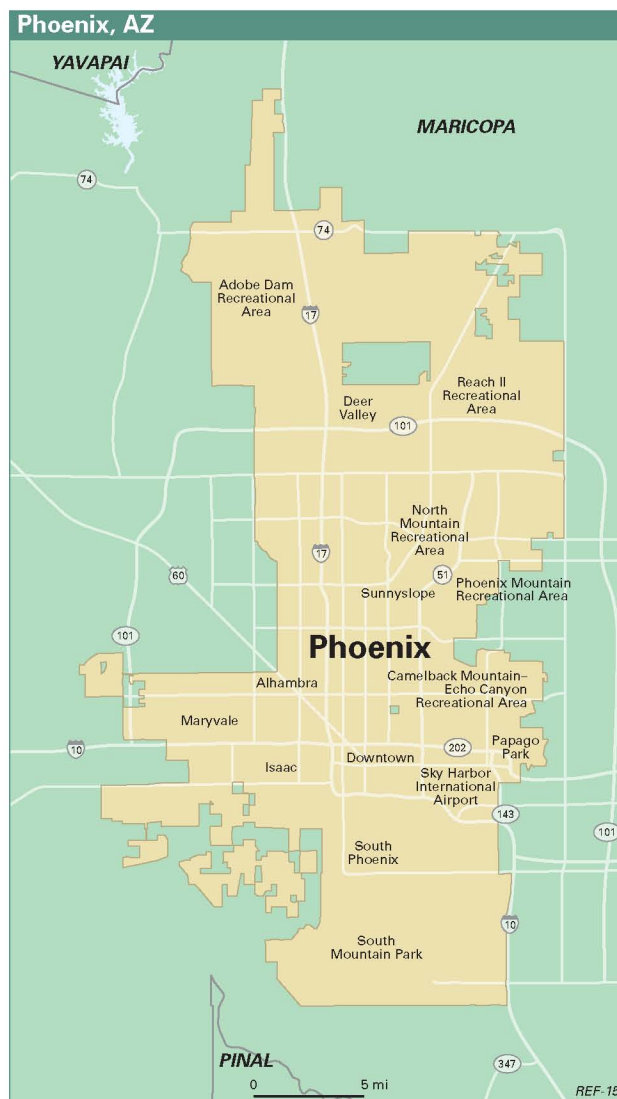 Phoenix, AZ
YAVAPAI
MARICOPA
74
74
Adobe Dam
Recreational
Area
17
Deer
Valley
Reach II
Recreational
Area
101
North
Mountain
Recreational
Area
17
51
60
Sunnyslope
Phoenix Mountain
Recreational Area
101
Phoenix
Alhambra
Camelback Mountain–
Echo Canyon
Recreational Area
Maryvale
10
Downtown
202
Papago
Park
Isaac
Sky Harbor
International
Airport
143
101
South
Phoenix
10
South
Mountain Park
PINAL
347
0 5 mi
REF-15